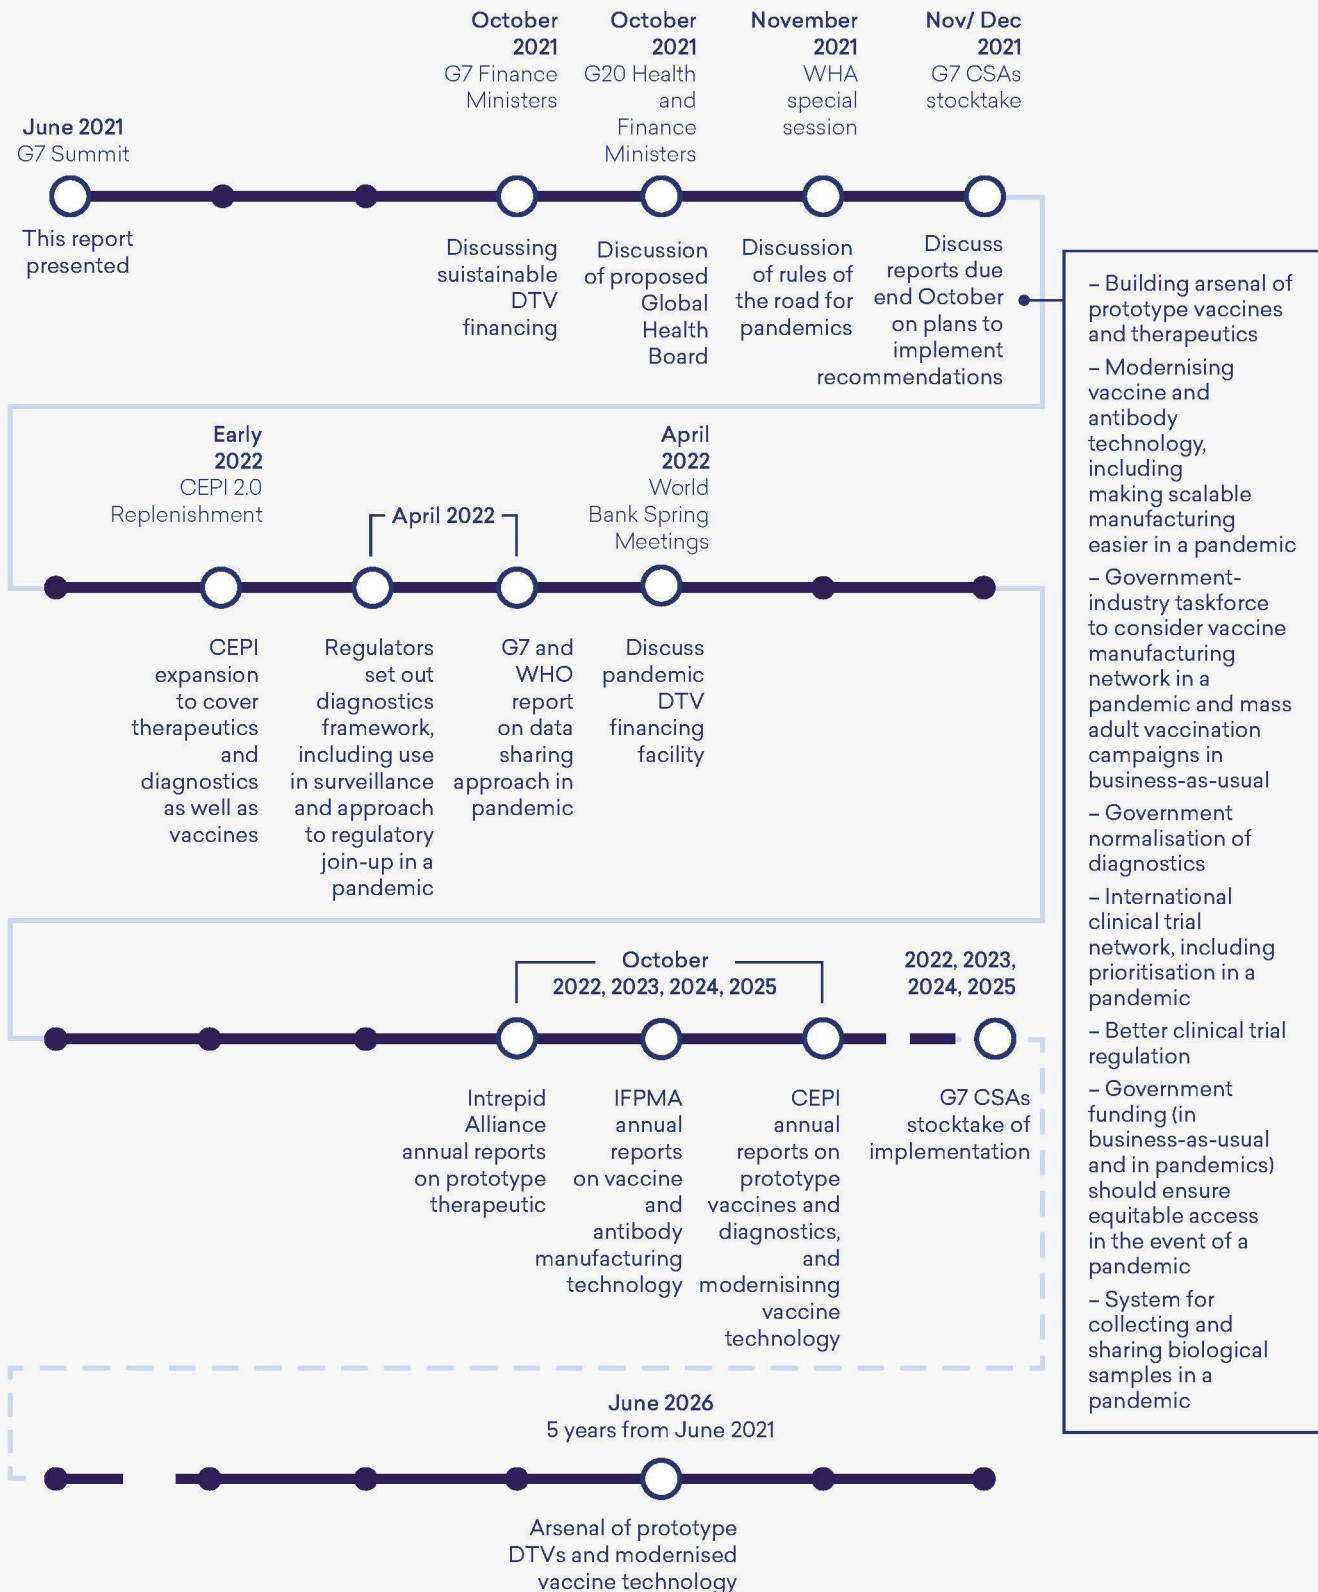 June 2021
G7 Summit
This report
presented
October
2021
G7 Finance
Ministers
Discussing
suistainable
DTV
financing
October
2021
G20 Health
and
Finance
Ministers
Discussion
of proposed
Global
Health
Board
November
2021
WHA
special
session
Discussion
of rules of
the road for
pandemics
Nov/ Dec
2021
G7 CSAs
stocktake
Discuss
reports due
end October
on plans to
implement
recommendations
– Building arsenal of
prototype vaccines
and therapeutics
– Modernising
vaccine and
antibody
technology,
including
making scalable
manufacturing
easier in a pandemic
– Government-
industry taskforce
to consider vaccine
manufacturing
network in a
pandemic and mass
adult vaccination
campaigns in
business-as-usual
– Government
normalisation of
diagnostics
– International
clinical trial
network, including
prioritisation in a
pandemic
– Better clinical trial
regulation
– Government
funding (in
business-as-usual
and in pandemics)
should ensure
equitable access
in the event of a
pandemic
– System for
collecting and
sharing biological
samples in a
pandemic
Early
2022
CEPI 2.0
Replenishment
CEPI
expansion
to cover
therapeutics
and
diagnostics
as well as
vaccines
April 2022
Regulators
set out
diagnostics
framework,
including use
in surveillance
and approach
to regulatory
join-up in a
pandemic
G7 and
WHO
report
on data
sharing
approach in
pandemic
April
2022
World
Bank Spring
Meetings
Discuss
pandemic
DTV
financing
facility
October
2022, 2023, 2024, 2025
Intrepid
Alliance
annual reports
on prototype
therapeutic
IFPMA
annual
reports
on vaccine
and
antibody
manufacturing
technology
CEPI
annual
reports on
prototype
vaccines and
diagnostics,
and
modernisinng
vaccine
technology
2022, 2023,
2024, 2025
G7 CSAs
stocktake of
implementation
June 2026
5 years from June 2021
Arsenal of prototype
DTVs and modernised
vaccine technology